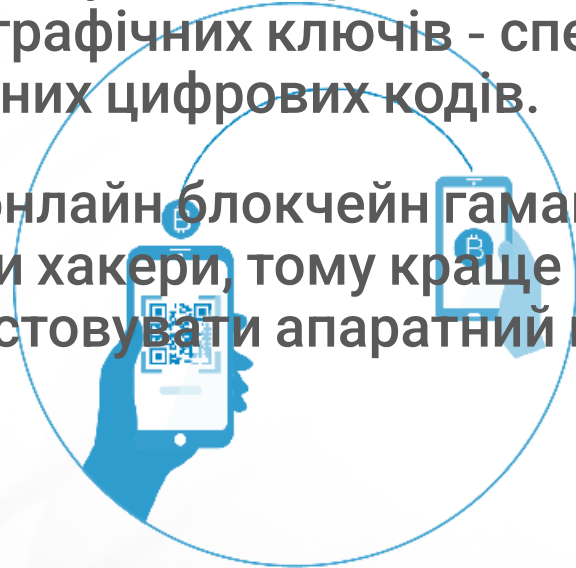 графічних ключів - спе
них цифрових кодів.
онлайн блокчейн гама
и хакери, тому краще
стовувати апаратний